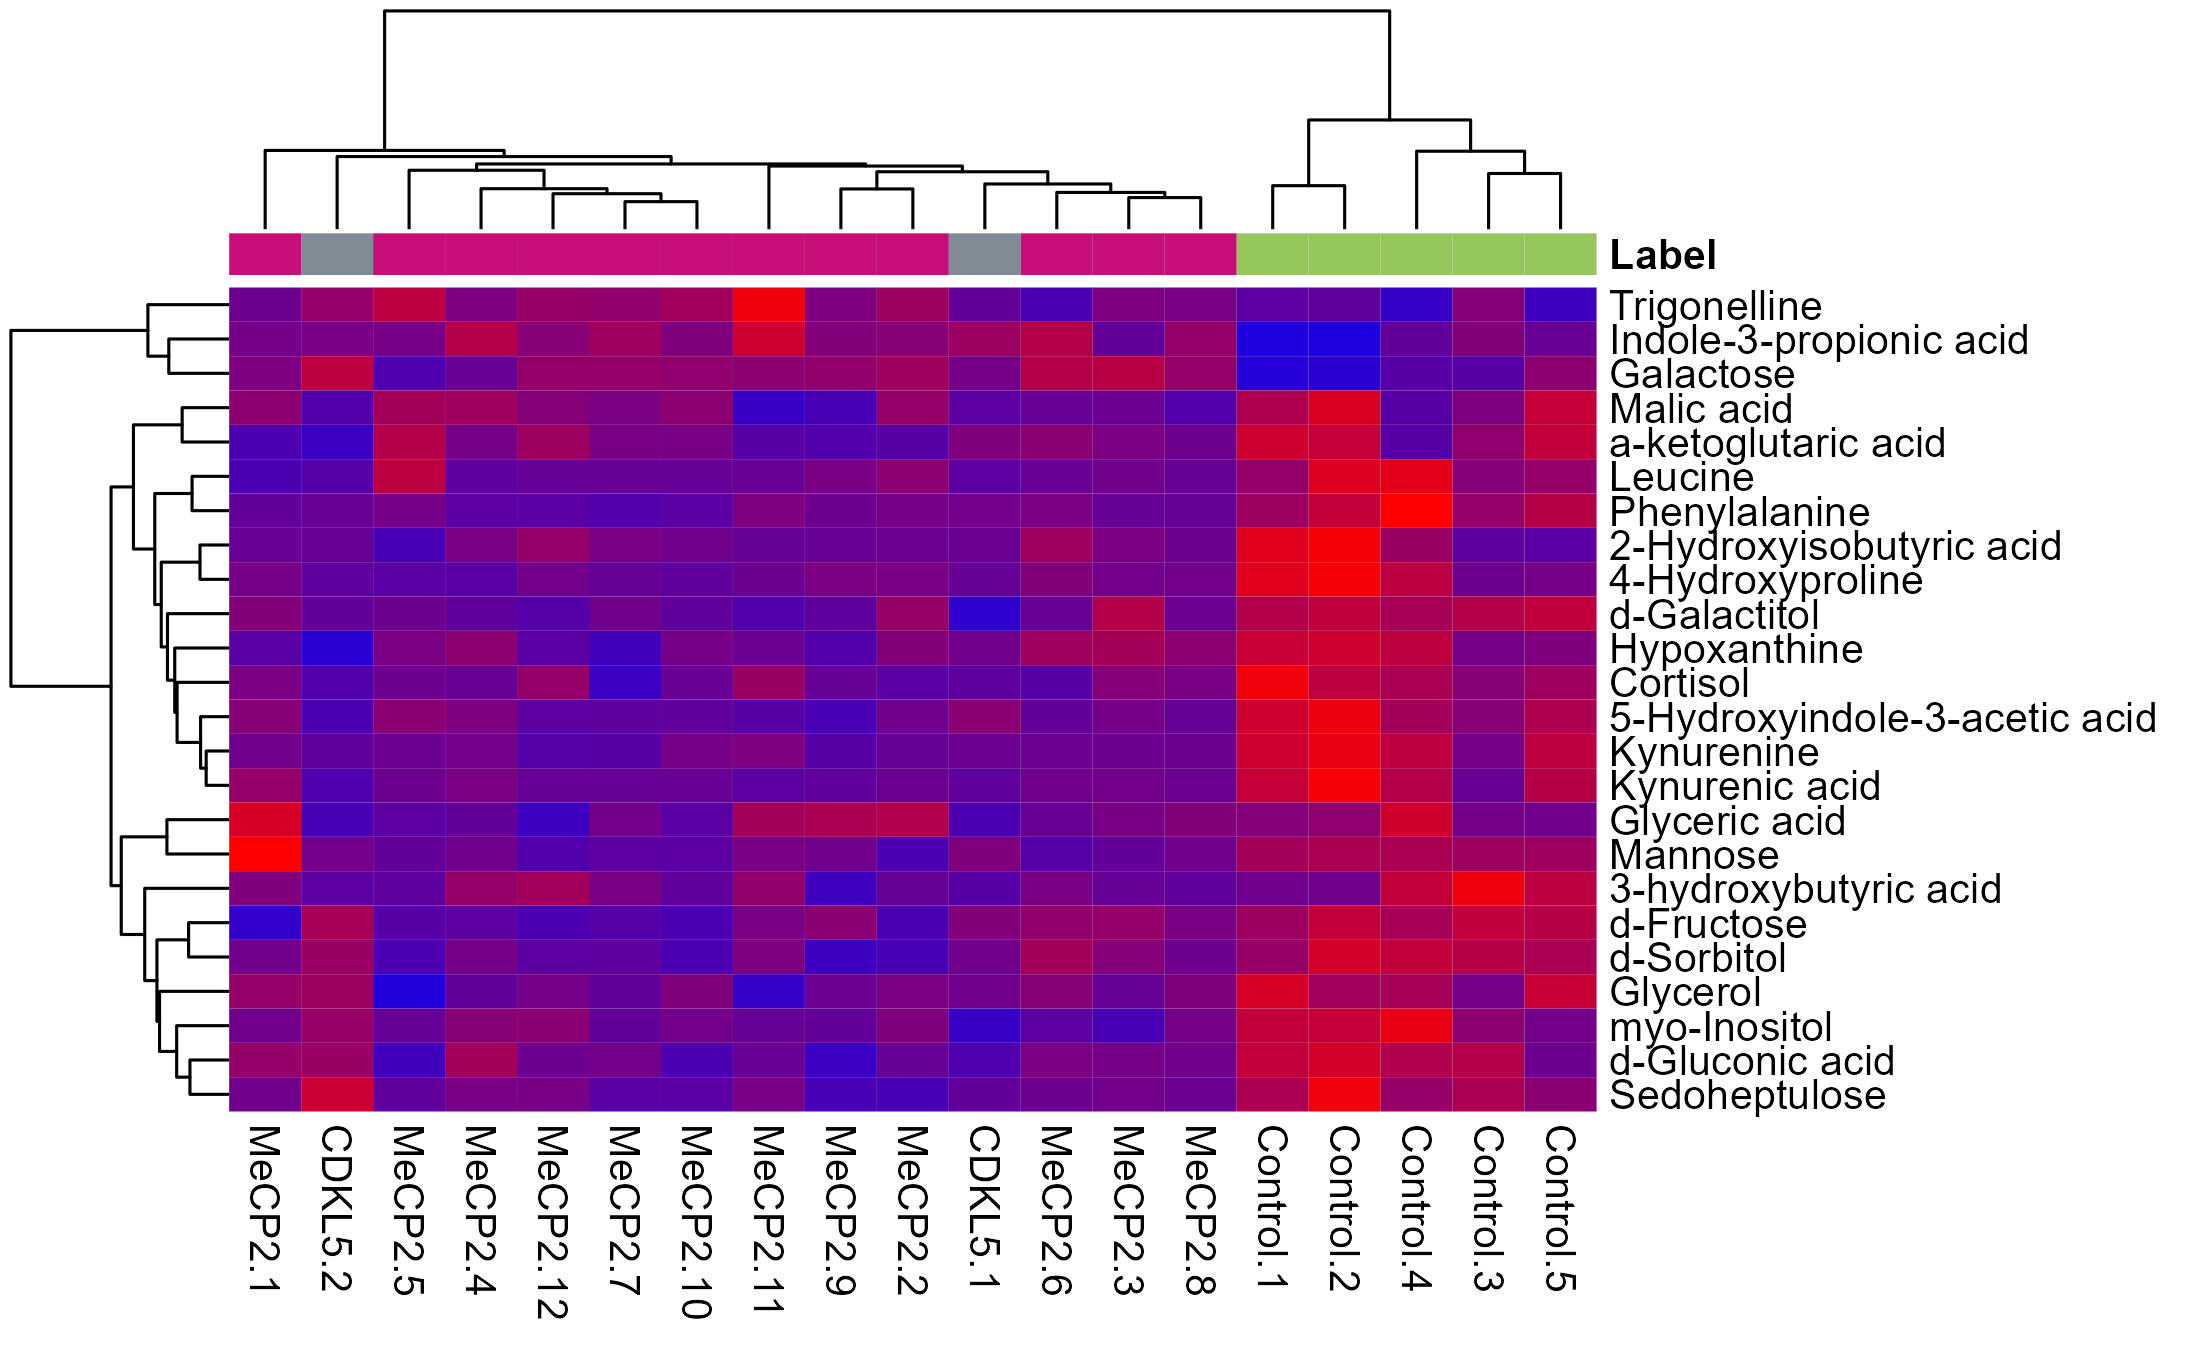 Label
Trigonelline
Indole-3-propionic acid
Galactose
Malic acid
a-ketoglutaric acid
Leucine
Phenylalanine
2-Hydroxyisobutyric acid
4-Hydroxyproline
d-Galactitol
Hypoxanthine
Cortisol
5-Hydroxyindole-3-acetic acid
Kynurenine
Kynurenic acid
Glyceric acid
Mannose
3-hydroxybutyric acid
d-Fructose
d-Sorbitol
Glycerol
myo-Inositol
d-Gluconic acid
Sedoheptulose
MeCP2.1
CDKL5.2
MeCP2.5
MeCP2.4
MeCP2.12
MeCP2.7
MeCP2.10
MeCP2.11
MeCP2.9
MeCP2.2
CDKL5.1
MeCP2.6
MeCP2.3
MeCP2.8
Control.1
Control.2
Control.4
Control.3
Control.5